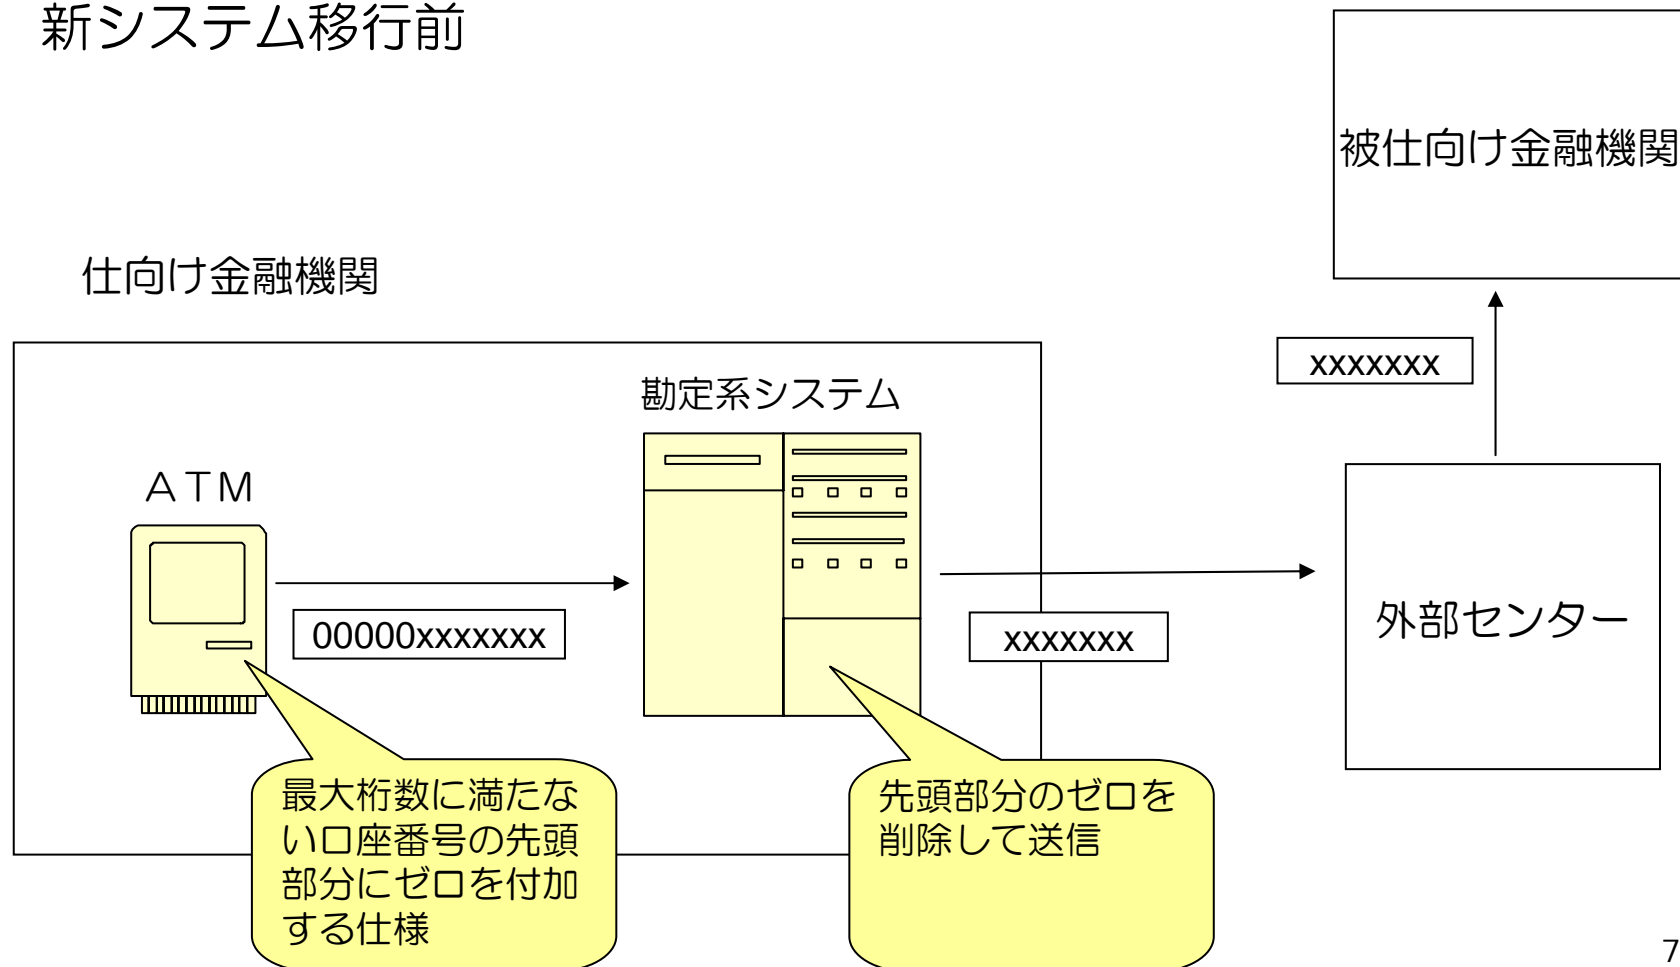 新システム移行前
被仕向け金融機関
仕向け金融機関
xxxxxxx
勘定系システム
ＡＴＭ
00000xxxxxxx
xxxxxxx
外部センター
最大桁数に満たな
い口座番号の先頭
部分にゼロを付加
する仕様
先頭部分のゼロを
削除して送信
7